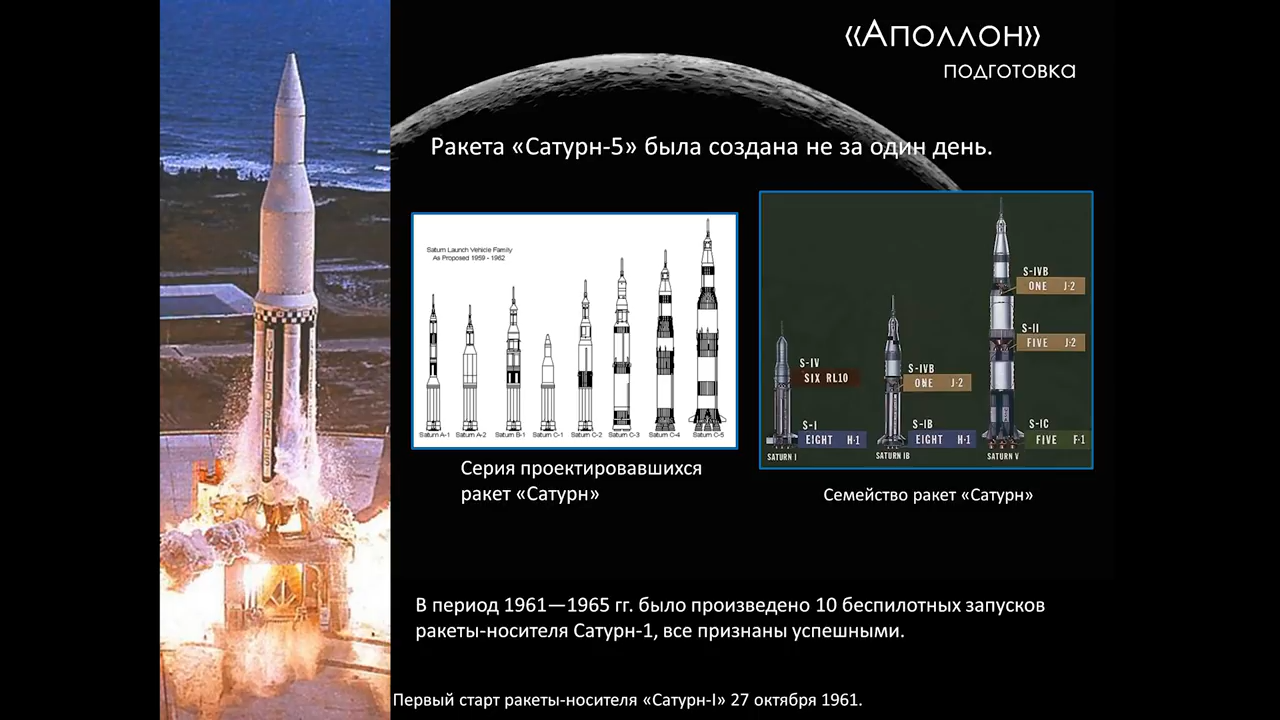 «Аполлон»
подготовка
Ракета «Сатурн-5» была создана не за один день.
Saturn Launch Vehicle Family
As Proposed 1959 - 1962
Saturn A-1 Saturn A-2 Saturn B-1 Saturn C-1 Saturn C-2 Saturn C-3 Saturn C-4 Saturn C-5
S-IVB
ONE J-2
S-II
FIVE J-2
S-IV
SIX RL10
S-IVB
ONE J-2
S-I
EIGHT H-1
S-IB
EIGHT H-1
S-IC
FIVE F-1
SATURN I
SATURN IB
SATURN V
Серия проектировавшихся
ракет «Сатурн»
Семейство ракет «Сатурн»
В период 1961—1965 гг. было произведено 10 беспилотных запусков
ракеты-носителя Сатурн-1, все признаны успешными.
UNITED STATES
Первый старт ракеты-носителя «Сатурн-I» 27 октября 1961.